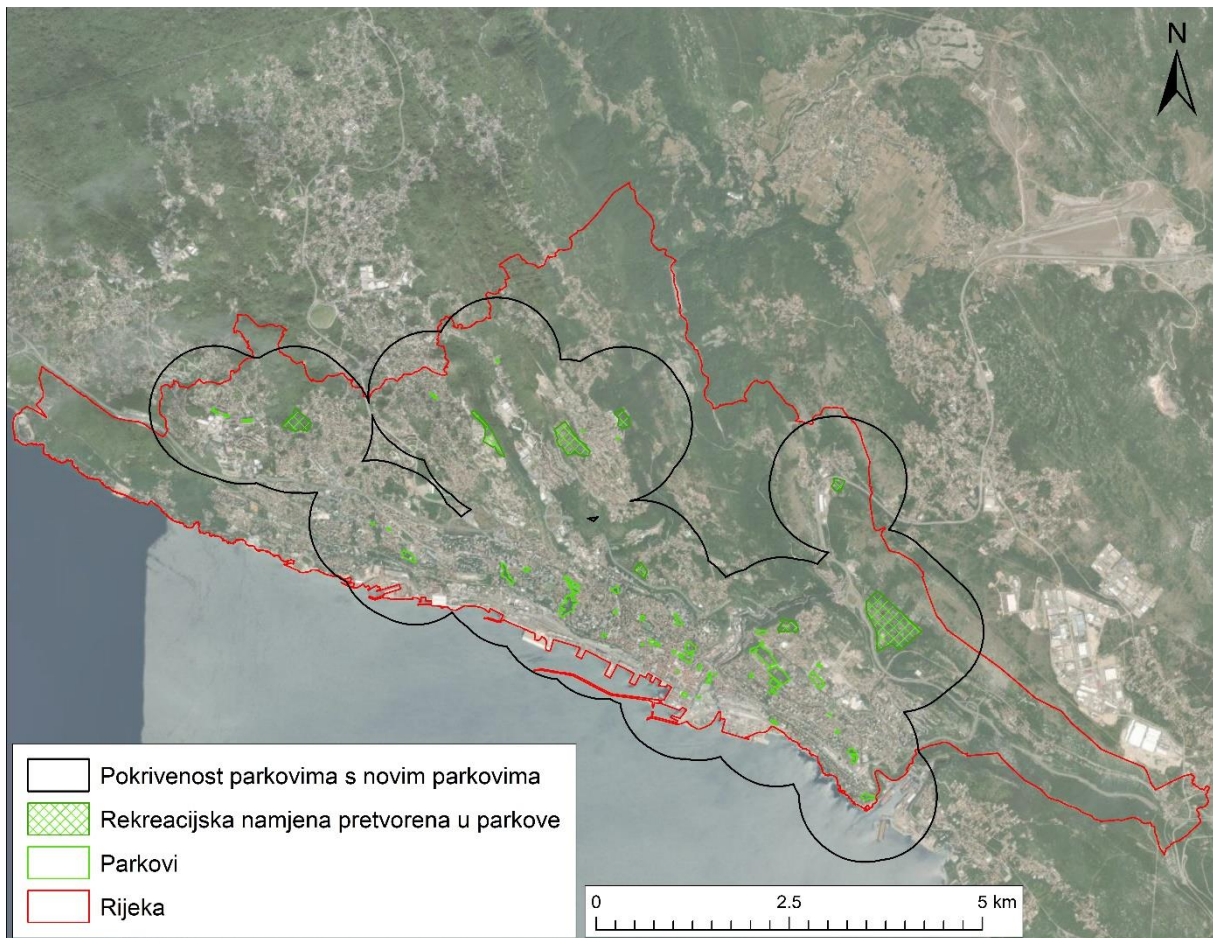 N
Pokrivenost parkovima s novim parkovima
Rekreacijska namjena pretvorena u parkove
Parkovi
Rijeka
0 2.5 5 km